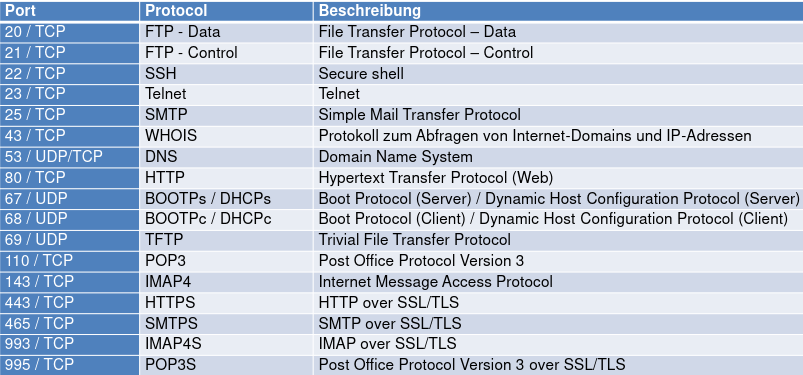 Port Protocol Beschreibung
20 / TCP FTP - Data File Transfer Protocol – Data
21 / TCP FTP - Control File Transfer Protocol – Control
22 / TCP SSH Secure shell
23 / TCP Telnet Telnet
25 / TCP SMTP Simple Mail Transfer Protocol
43 / TCP WHOIS Protokoll zum Abfragen von Internet-Domains und IP-Adressen
53 / UDP/TCP DNS Domain Name System
80 / TCP HTTP Hypertext Transfer Protocol (Web)
67 / UDP BOOTPs / DHCPs Boot Protocol (Server) / Dynamic Host Configuration Protocol (Server)
68 / UDP BOOTPc / DHCPc Boot Protocol (Client) / Dynamic Host Configuration Protocol (Client)
69 / UDP TFTP Trivial File Transfer Protocol
110 / TCP POP3 Post Office Protocol Version 3
143 / TCP IMAP4 Internet Message Access Protocol
443 / TCP HTTPS HTTP over SSL/TLS
465 / TCP SMTPS SMTP over SSL/TLS
993 / TCP IMAP4S IMAP over SSL/TLS
995 / TCP POP3S Post Office Protocol Version 3 over SSL/TLS